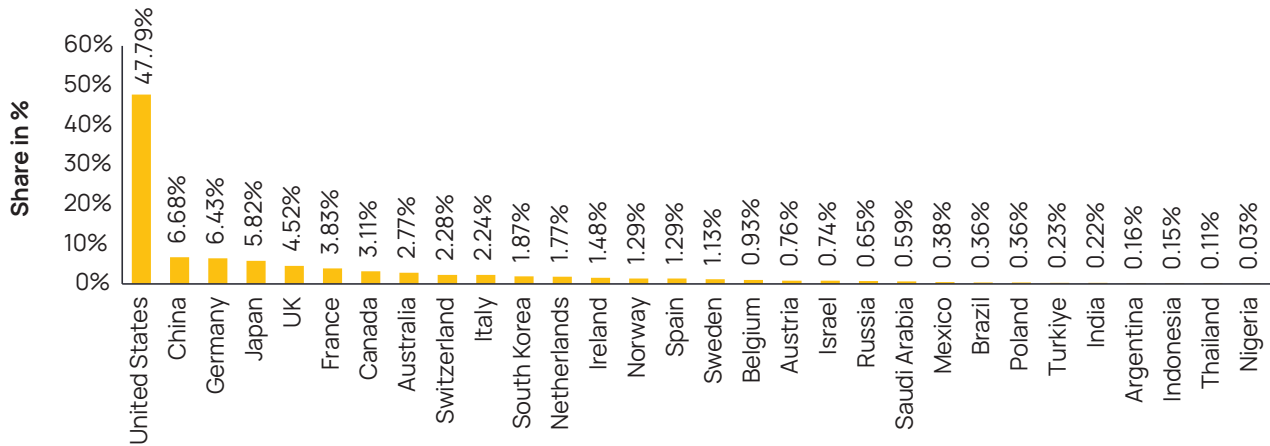 Share in %
60%
50%
40%
30%
20%
10%
0%
47.79%
6.68%
6.43%
5.82%
4.52%
3.83%
3.11%
2.77%
2.28%
2.24%
1.87%
1.77%
1.48%
1.29%
1.29%
1.13%
0.93%
0.76%
0.74%
0.65%
0.59%
0.38%
0.36%
0.36%
0.23%
0.22%
0.16%
0.15%
0.11%
0.03%
United States
China
Germany
Japan
UK
France
Canada
Australia
Switzerland
Italy
South Korea
Netherlands
Ireland
Norway
Spain
Sweden
Belgium
Austria
Israel
Russia
Saudi Arabia
Mexico
Brazil
Poland
Turkiye
India
Argentina
Indonesia
Thailand
Nigeria